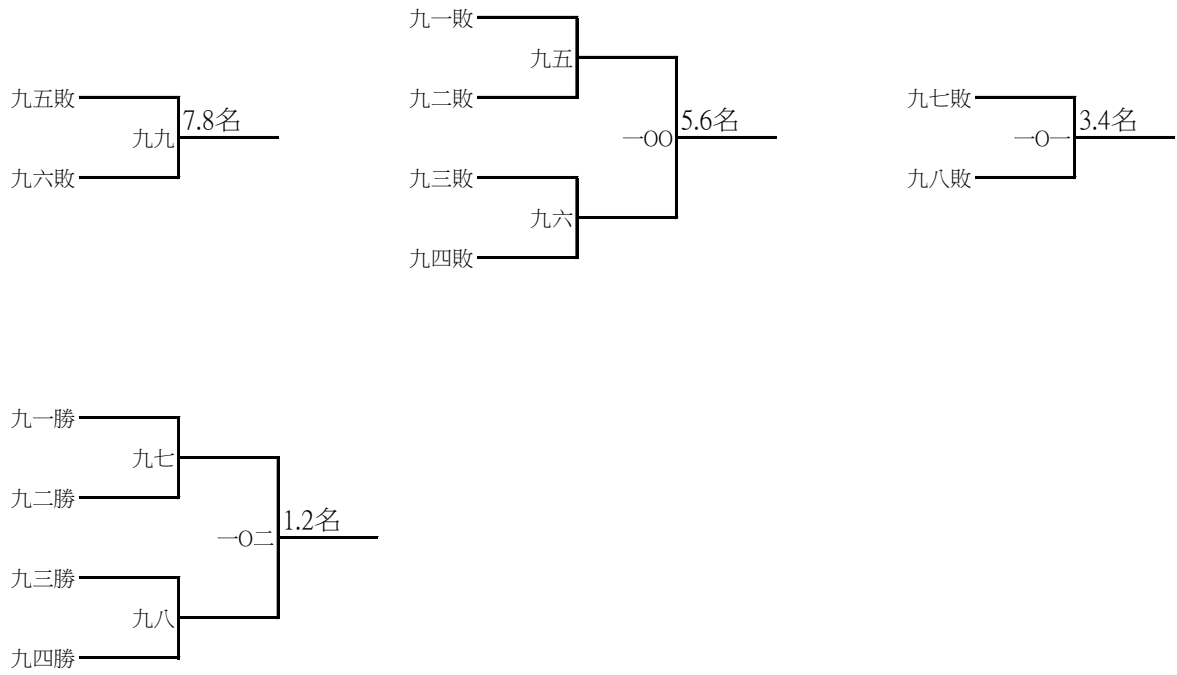 九五敗
九九
7.8名
九六敗
九一敗
九五
九二敗
一OO
5.6名
九三敗
九六
九四敗
九七敗
一O一
3.4名
九八敗
九一勝
九七
九二勝
一O二
1.2名
九三勝
九八
九四勝